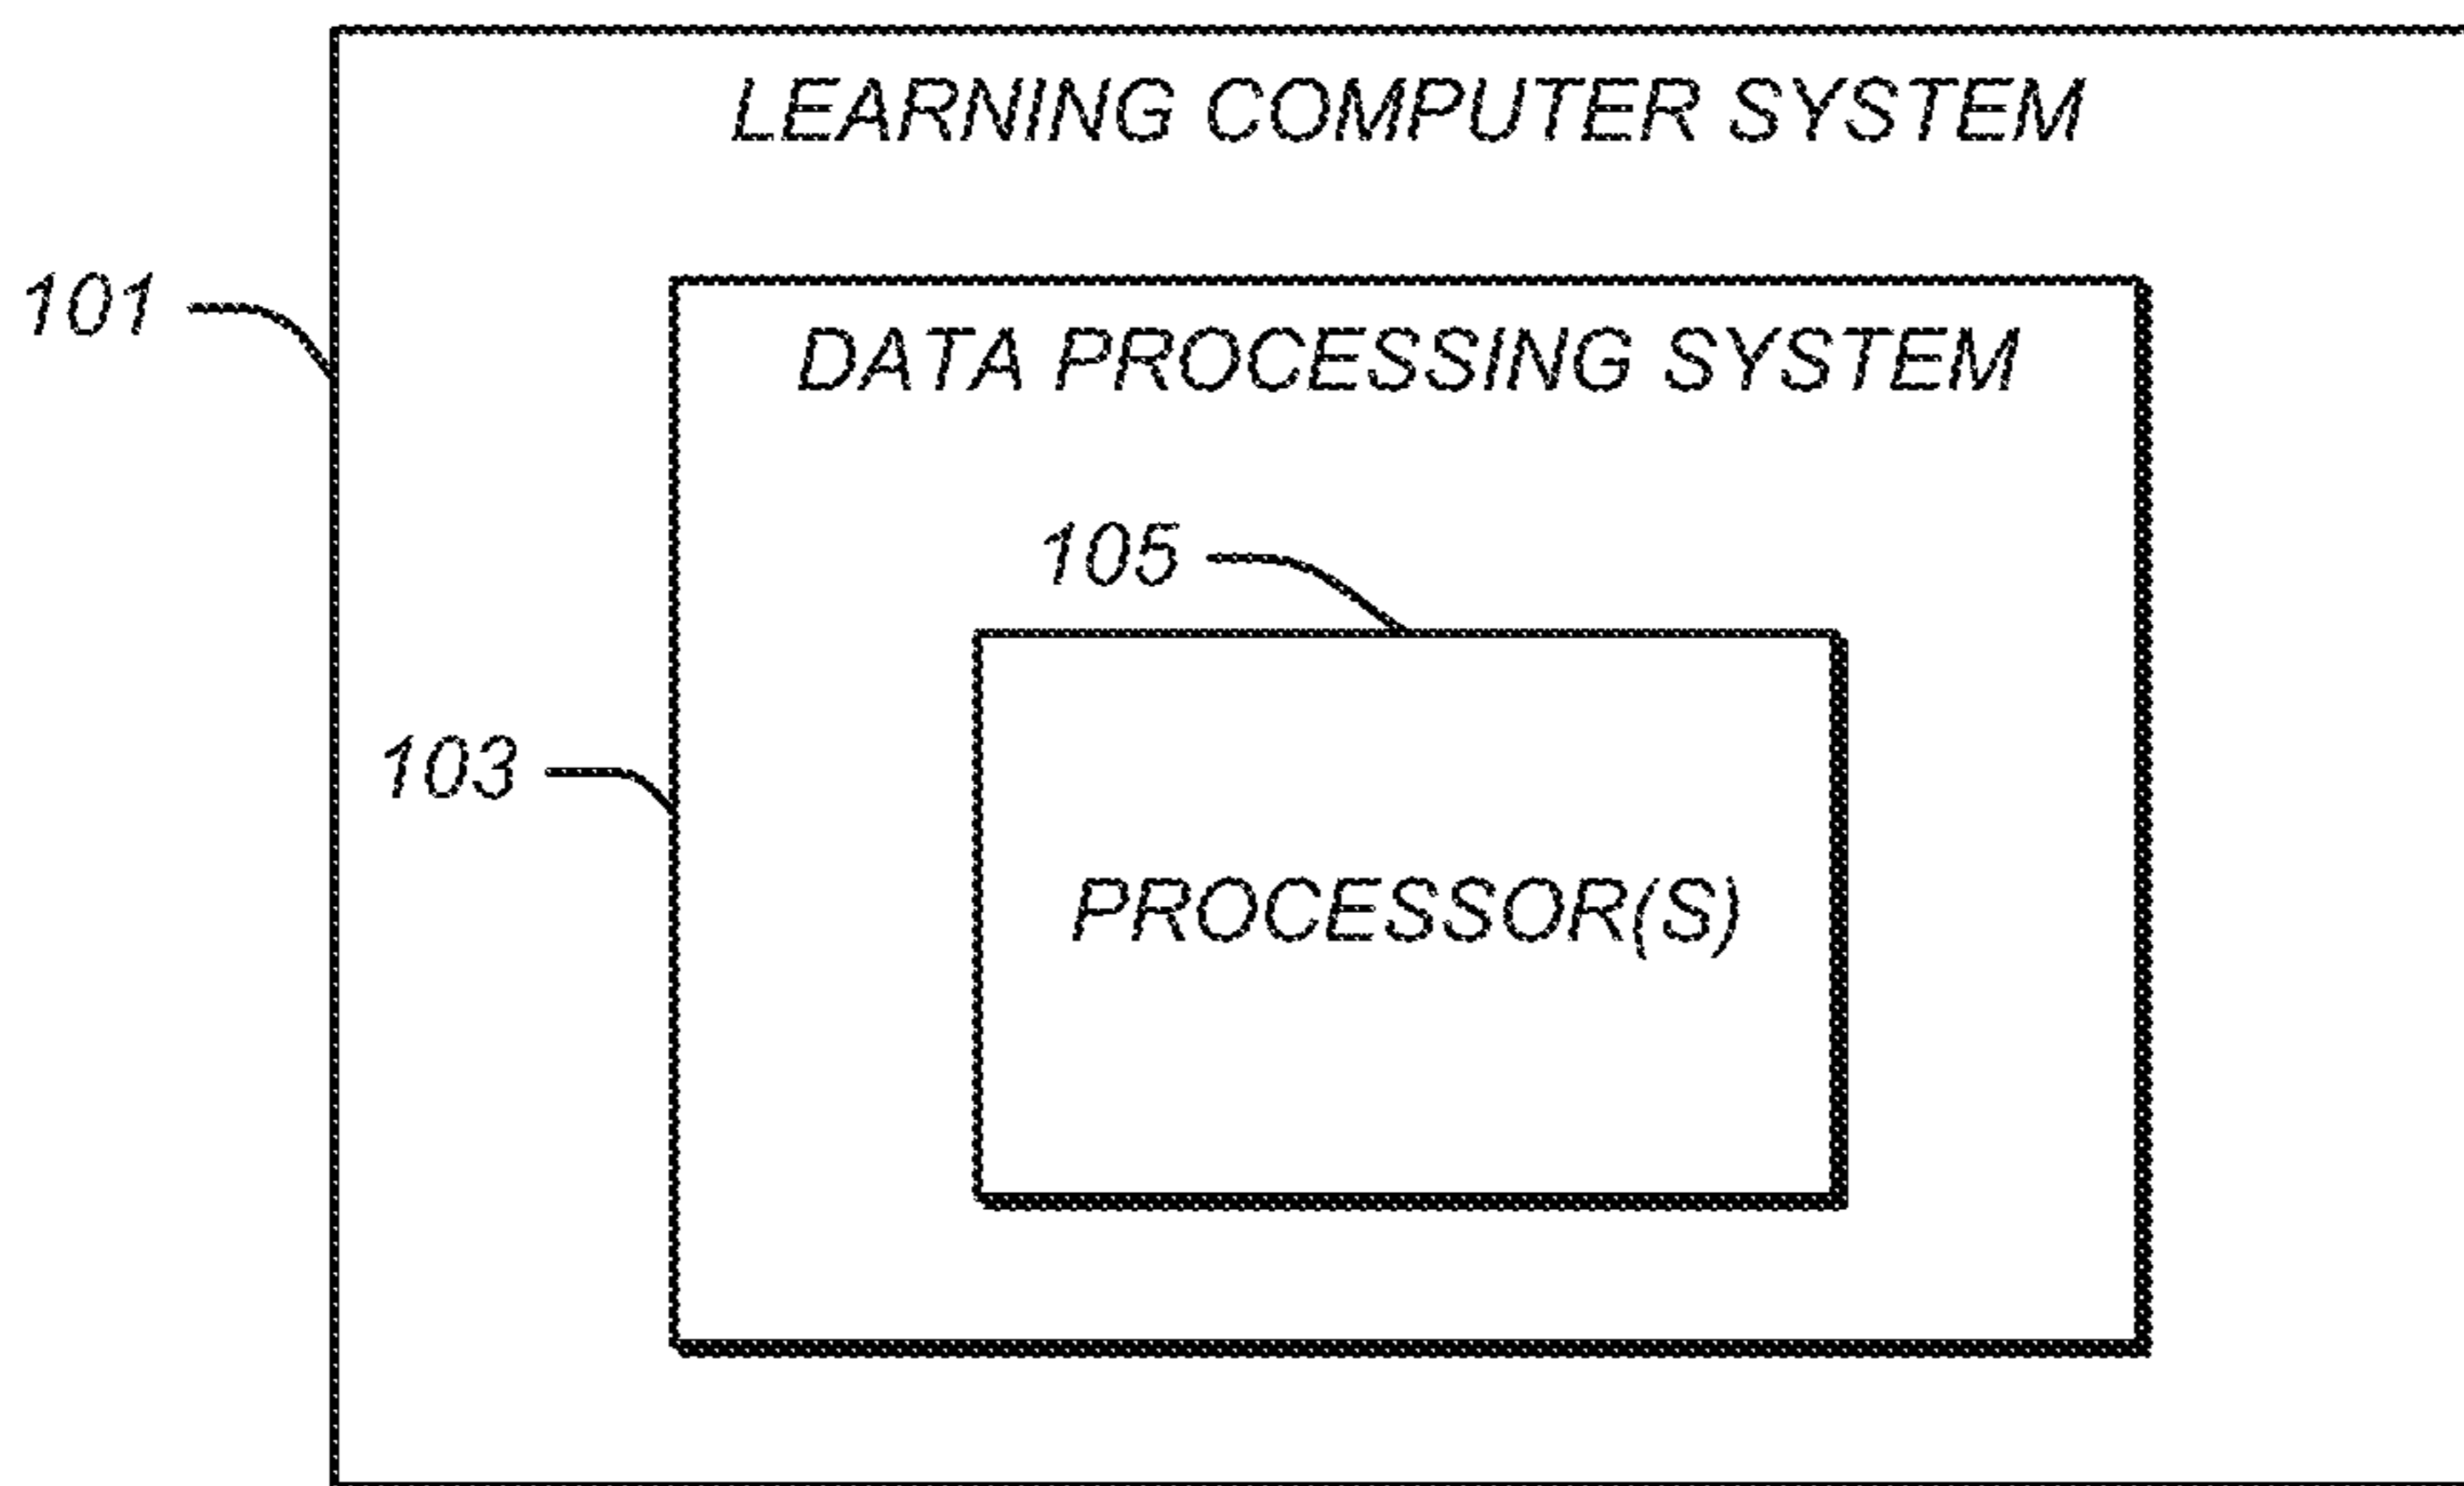 LEARNING COMPUTER SYSTEM
101
DATA PROCESSING SYSTEM
105
103
PROCESSOR(S)